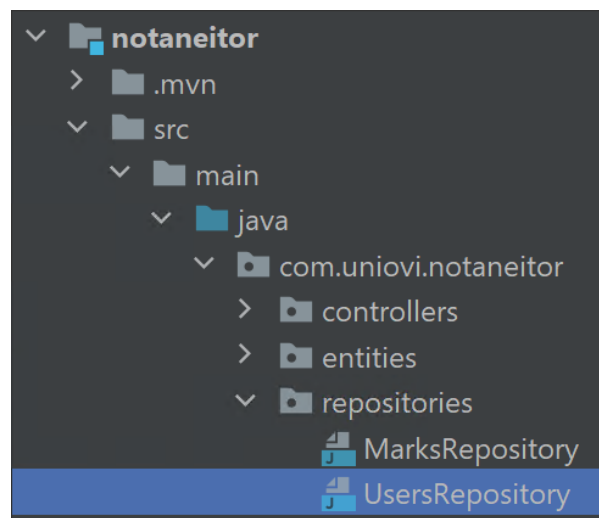 notaneitor
.mvn
src
main
java
com.uniovi.notaneitor
controllers
entities
repositories
MarksRepository
UsersRepository